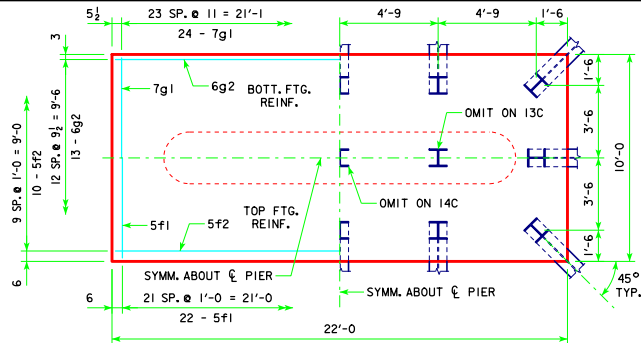 5½ 23 SP. @ 11 = 21'-1 4'-9 4'-9 1'-6
24 - 7g1
3
7g1
6g2
BOTT. FTG.
REINF.
OMIT ON 13C
1'-6
3'-6
10'-0
3'-6
1'-6
9 SP. @ 1'-0 = 9'-0
10 - 5f2
12 SP. @ 9½ = 9'-6
13 - 6g2
OMIT ON 14C
TOP FTG.
REINF.
5f1
5f2
6
SYMM. ABOUT ℄ PIER
45°
TYP.
6 21 SP. @ 1'-0 = 21'-0
22 - 5f1
SYMM. ABOUT ℄ PIER
22'-0